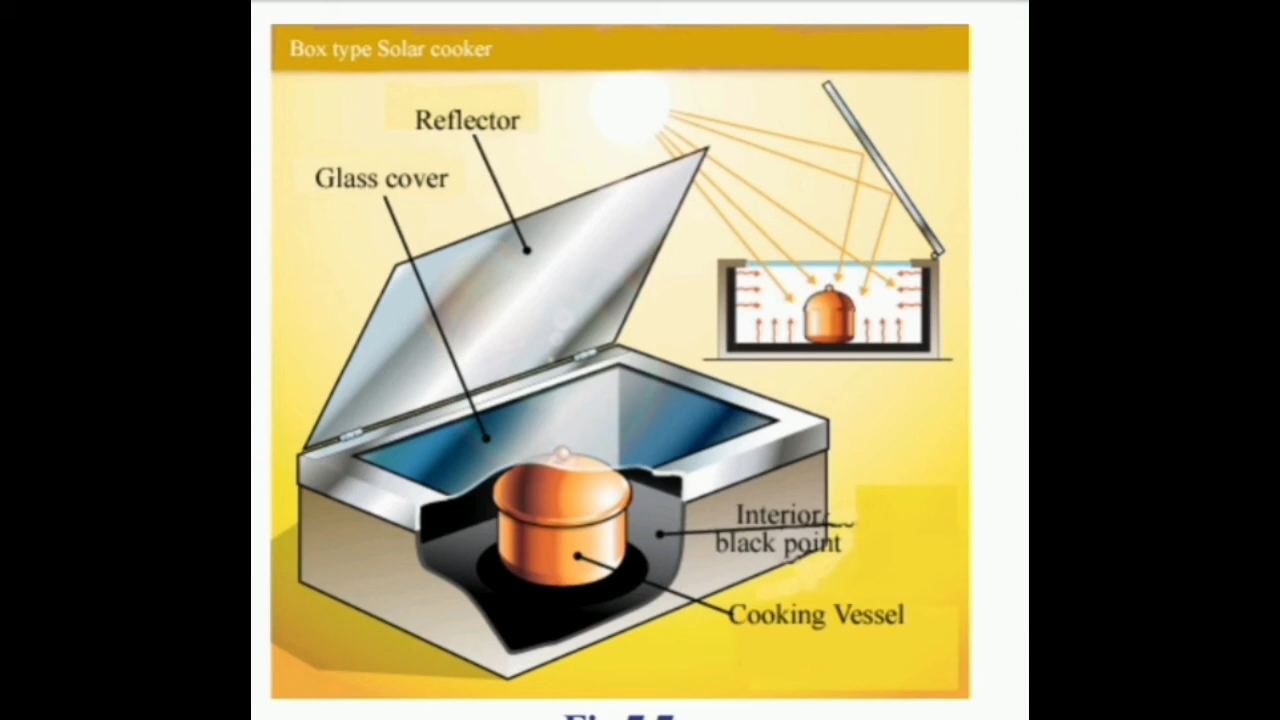 Box type Solar cooker
Reflector
Glass cover
Interior
black point
Cooking Vessel